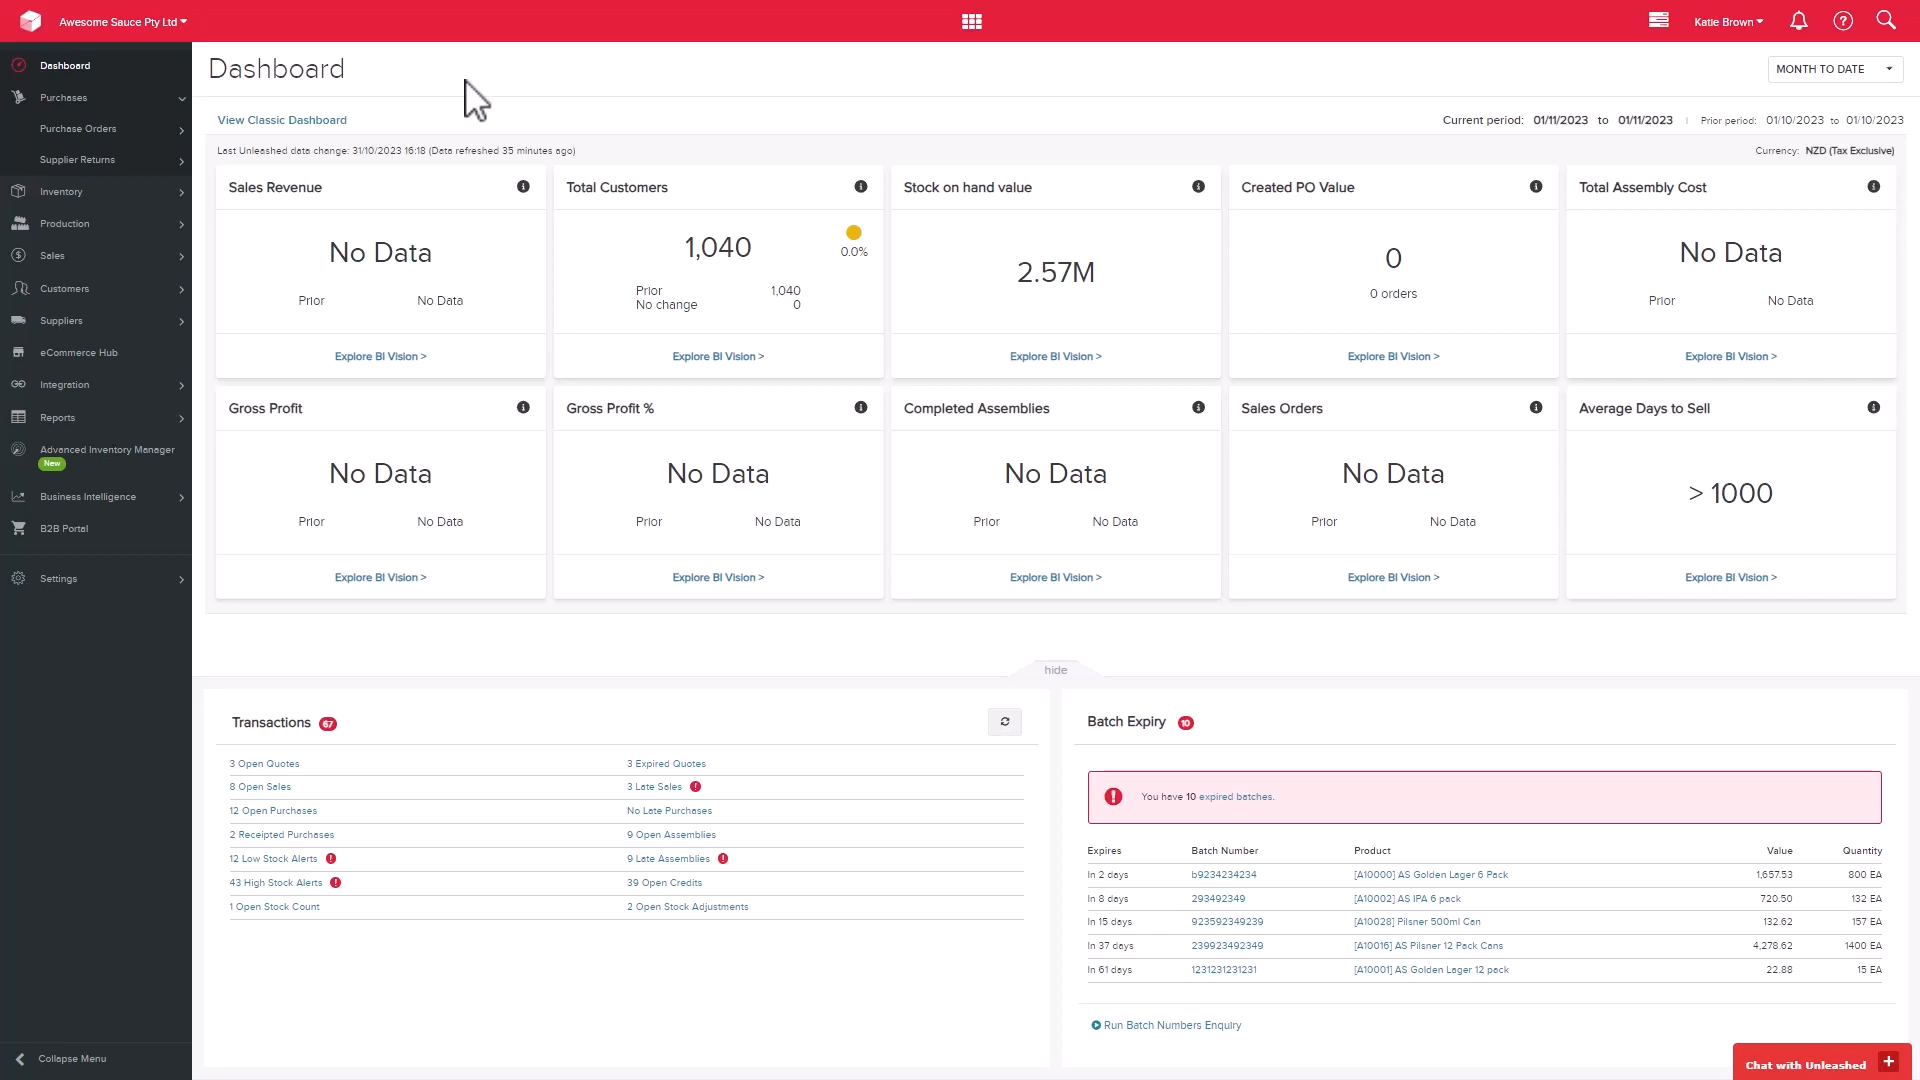 Awesome Sauce Pty Ltd
Katie Brown
Dashboard
Purchases
Purchase Orders
Supplier Returns
Inventory
Production
Sales
Customers
Suppliers
eCommerce Hub
Integration
Reports
Advanced Inventory Manager
New
Business Intelligence
B2B Portal
Settings
Collapse Menu
Dashboard
MONTH TO DATE
View Classic Dashboard
Current period: 01/11/2023 to 01/11/2023 | Prior period: 01/10/2023 to 01/10/2023
Last Unleashed data change: 31/10/2023 16:18 (Data refreshed 35 minutes ago)
Currency: NZD (Tax Exclusive)
Sales Revenue
No Data
Prior No Data
Explore BI Vision >
Total Customers
1,040
0.0%
Prior 1,040
No change 0
Explore BI Vision >
Stock on hand value
2.57M
Explore BI Vision >
Created PO Value
0
0 orders
Explore BI Vision >
Total Assembly Cost
No Data
Prior No Data
Explore BI Vision >
Gross Profit
No Data
Prior No Data
Explore BI Vision >
Gross Profit %
No Data
Prior No Data
Explore BI Vision >
Completed Assemblies
No Data
Prior No Data
Explore BI Vision >
Sales Orders
No Data
Prior No Data
Explore BI Vision >
Average Days to Sell
> 1000
Explore BI Vision >
hide
Transactions 67
3 Open Quotes 3 Expired Quotes
8 Open Sales 3 Late Sales
12 Open Purchases No Late Purchases
2 Receipted Purchases 9 Open Assemblies
12 Low Stock Alerts 9 Late Assemblies
43 High Stock Alerts 39 Open Credits
1 Open Stock Count 2 Open Stock Adjustments
Batch Expiry 10
You have 10 expired batches.
Expires Batch Number Product Value Quantity
In 2 days b9234234234 [A10000] AS Golden Lager 6 Pack 1,657.53 800 EA
In 8 days 293492349 [A10002] AS IPA 6 pack 720.50 132 EA
In 15 days 923592349239 [A10028] Pilsner 500ml Can 132.62 157 EA
In 37 days 239923492349 [A10016] AS Pilsner 12 Pack Cans 4,278.62 1400 EA
In 61 days 1231231231231 [A10001] AS Golden Lager 12 pack 22.88 15 EA
Run Batch Numbers Enquiry
Chat with Unleashed +